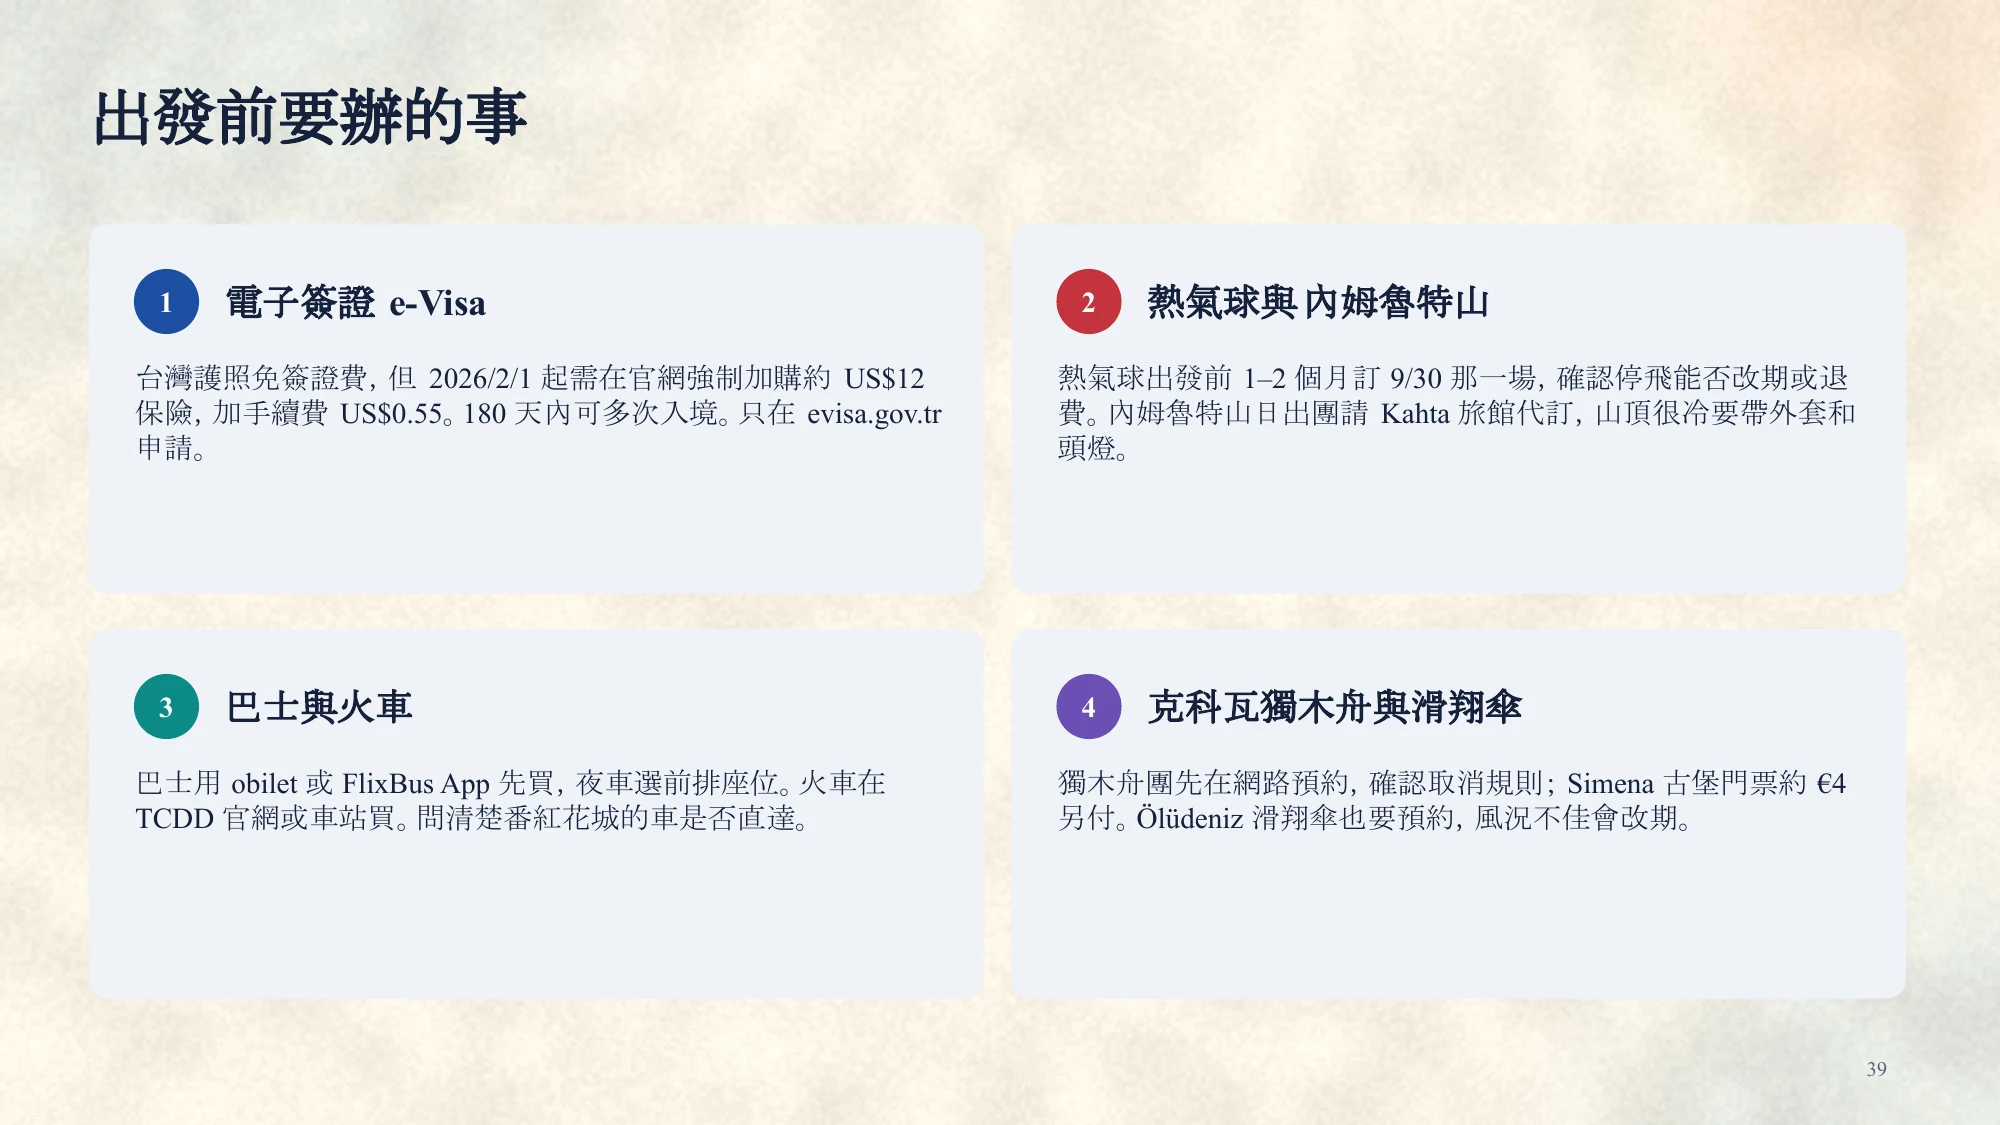 出發前要辦的事
1 電子簽證 e-Visa
台灣護照免簽證費，但 2026/2/1 起需在官網強制加購約 US$12
保險，加手續費 US$0.55。180 天內可多次入境。只在 evisa.gov.tr
申請。
2 熱氣球與內姆魯特山
熱氣球出發前 1–2 個月訂 9/30 那一場，確認停飛能否改期或退
費。內姆魯特山日出團請 Kahta 旅館代訂，山頂很冷要帶外套和
頭燈。
3 巴士與火車
巴士用 obilet 或 FlixBus App 先買，夜車選前排座位。火車在
TCDD 官網或車站買。問清楚番紅花城的車是否直達。
4 克科瓦獨木舟與滑翔傘
獨木舟團先在網路預約，確認取消規則；Simena 古堡門票約 €4
另付。Ölüdeniz 滑翔傘也要預約，風況不佳會改期。
39